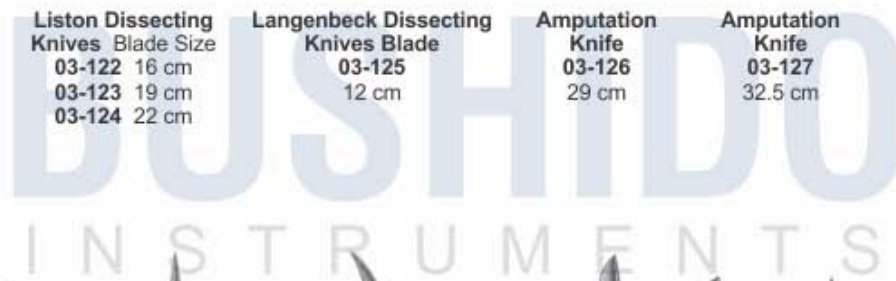 Liston Dissecting
Knives Blade Size
03-122 16 cm
03-123 19 cm
03-124 22 cm
Langenbeck Dissecting
Knives Blade
03-125
12 cm
Amputation
Knife
03-126
29 cm
Amputation
Knife
03-127
32.5 cm
BUSHIDO
INSTRUMENTS